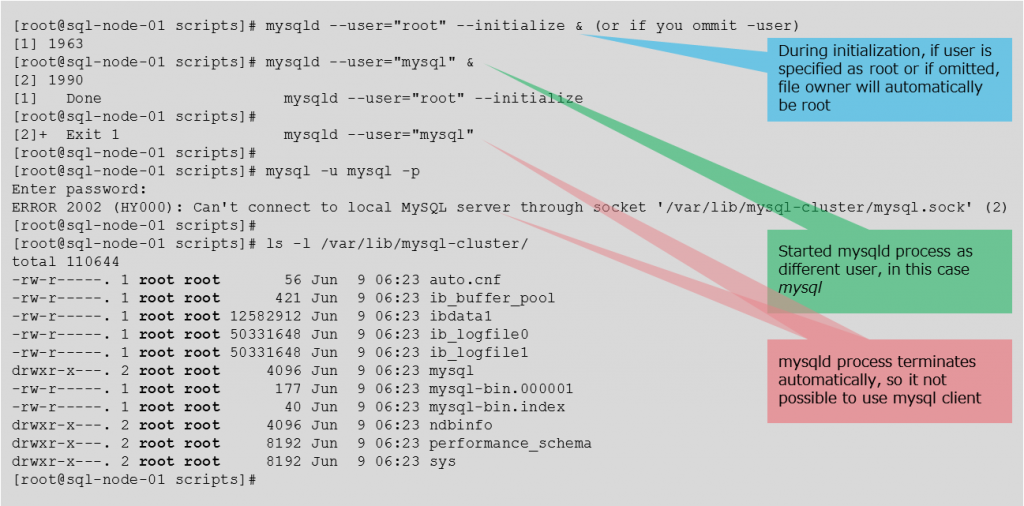 [root@sql-node-01 scripts]# mysqld --user="root" --initialize & (or if you ommit -user)
[1] 1963
[root@sql-node-01 scripts]# mysqld --user="mysql" &
[2] 1990
[1]   Done                    mysqld --user="root" --initialize
[root@sql-node-01 scripts]#
[2]+  Exit 1                  mysqld --user="mysql"
[root@sql-node-01 scripts]#
[root@sql-node-01 scripts]# mysql -u mysql -p
Enter password:
ERROR 2002 (HY000): Can't connect to local MySQL server through socket '/var/lib/mysql-cluster/mysql.sock' (2)
[root@sql-node-01 scripts]#
[root@sql-node-01 scripts]# ls -l /var/lib/mysql-cluster/
total 110644
-rw-r-----. 1 root root       56 Jun  9 06:23 auto.cnf
-rw-r-----. 1 root root      421 Jun  9 06:23 ib_buffer_pool
-rw-r-----. 1 root root 12582912 Jun  9 06:23 ibdata1
-rw-r-----. 1 root root 50331648 Jun  9 06:23 ib_logfile0
-rw-r-----. 1 root root 50331648 Jun  9 06:23 ib_logfile1
drwxr-x---. 2 root root     4096 Jun  9 06:23 mysql
-rw-r-----. 1 root root      177 Jun  9 06:23 mysql-bin.000001
-rw-r-----. 1 root root       40 Jun  9 06:23 mysql-bin.index
drwxr-x---. 2 root root     4096 Jun  9 06:23 ndbinfo
drwxr-x---. 2 root root     8192 Jun  9 06:23 performance_schema
drwxr-x---. 2 root root     8192 Jun  9 06:23 sys
[root@sql-node-01 scripts]#
During initialization, if user is
specified as root or if omitted,
file owner will automatically
be root
Started mysqld process as
different user, in this case
mysql
mysqld process terminates
automatically, so it not
possible to use mysql client